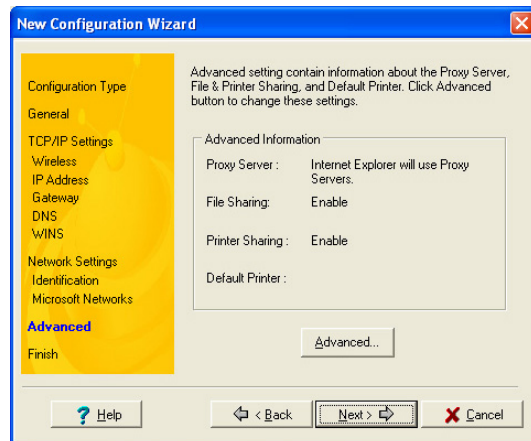 New Configuration Wizard
Configuration Type
General
TCP/IP Settings
Wireless
IP Address
Gateway
DNS
WINS
Network Settings
Identification
Microsoft Networks
Advanced
Finish
Advanced setting contain information about the Proxy Server,
File & Printer Sharing, and Default Printer. Click Advanced
button to change these settings.
Advanced Information
Proxy Server : Internet Explorer will use Proxy
Servers.
File Sharing: Enable
Printer Sharing : Enable
Default Printer :
Advanced...
? Help
< Back
Next >
Cancel